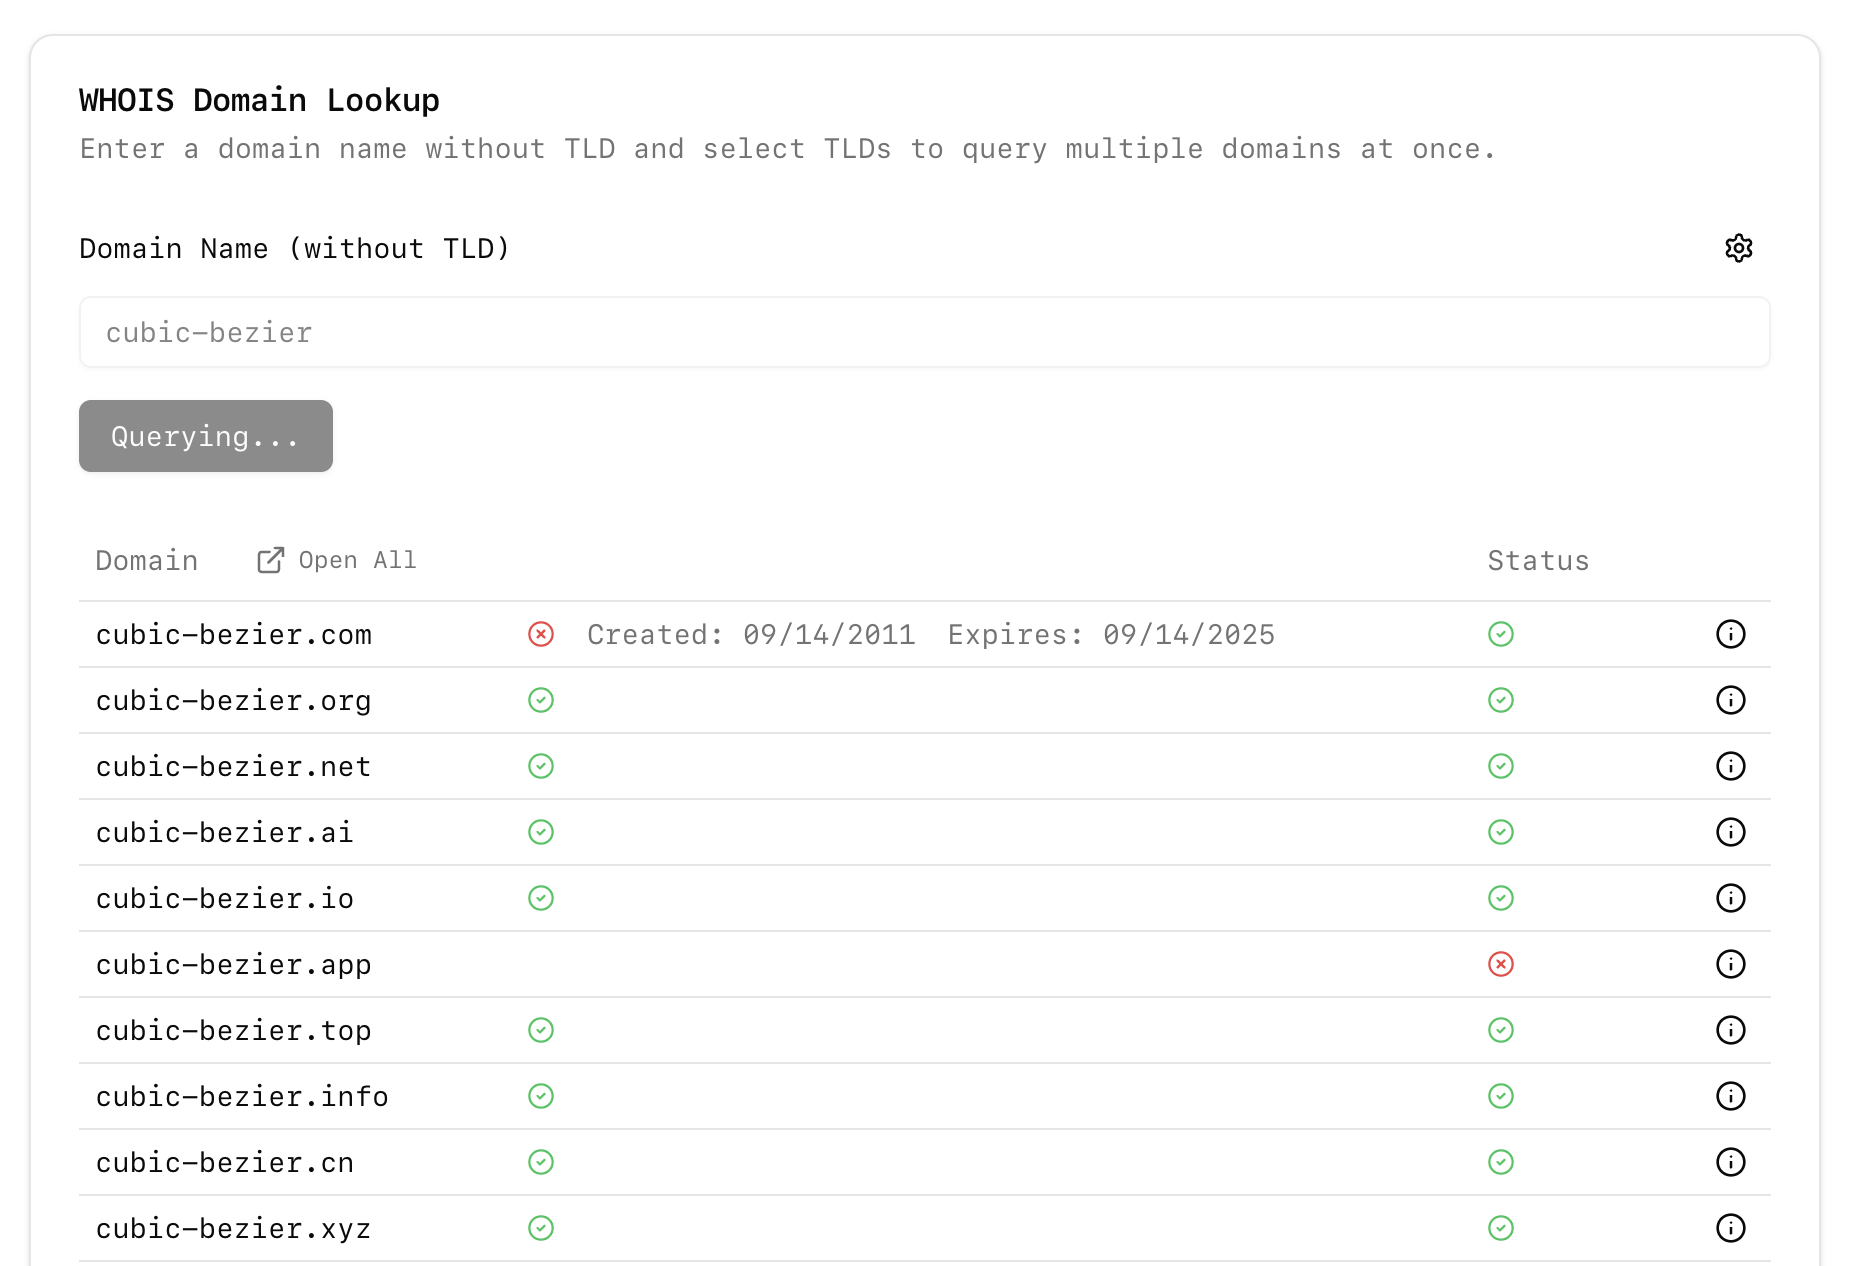 WHOIS Domain Lookup
Enter a domain name without TLD and select TLDs to query multiple domains at once.
Domain Name (without TLD)
cubic-bezier
Querying...
Domain Open All Status
cubic-bezier.com Created: 09/14/2011 Expires: 09/14/2025
cubic-bezier.org
cubic-bezier.net
cubic-bezier.ai
cubic-bezier.io
cubic-bezier.app
cubic-bezier.top
cubic-bezier.info
cubic-bezier.cn
cubic-bezier.xyz